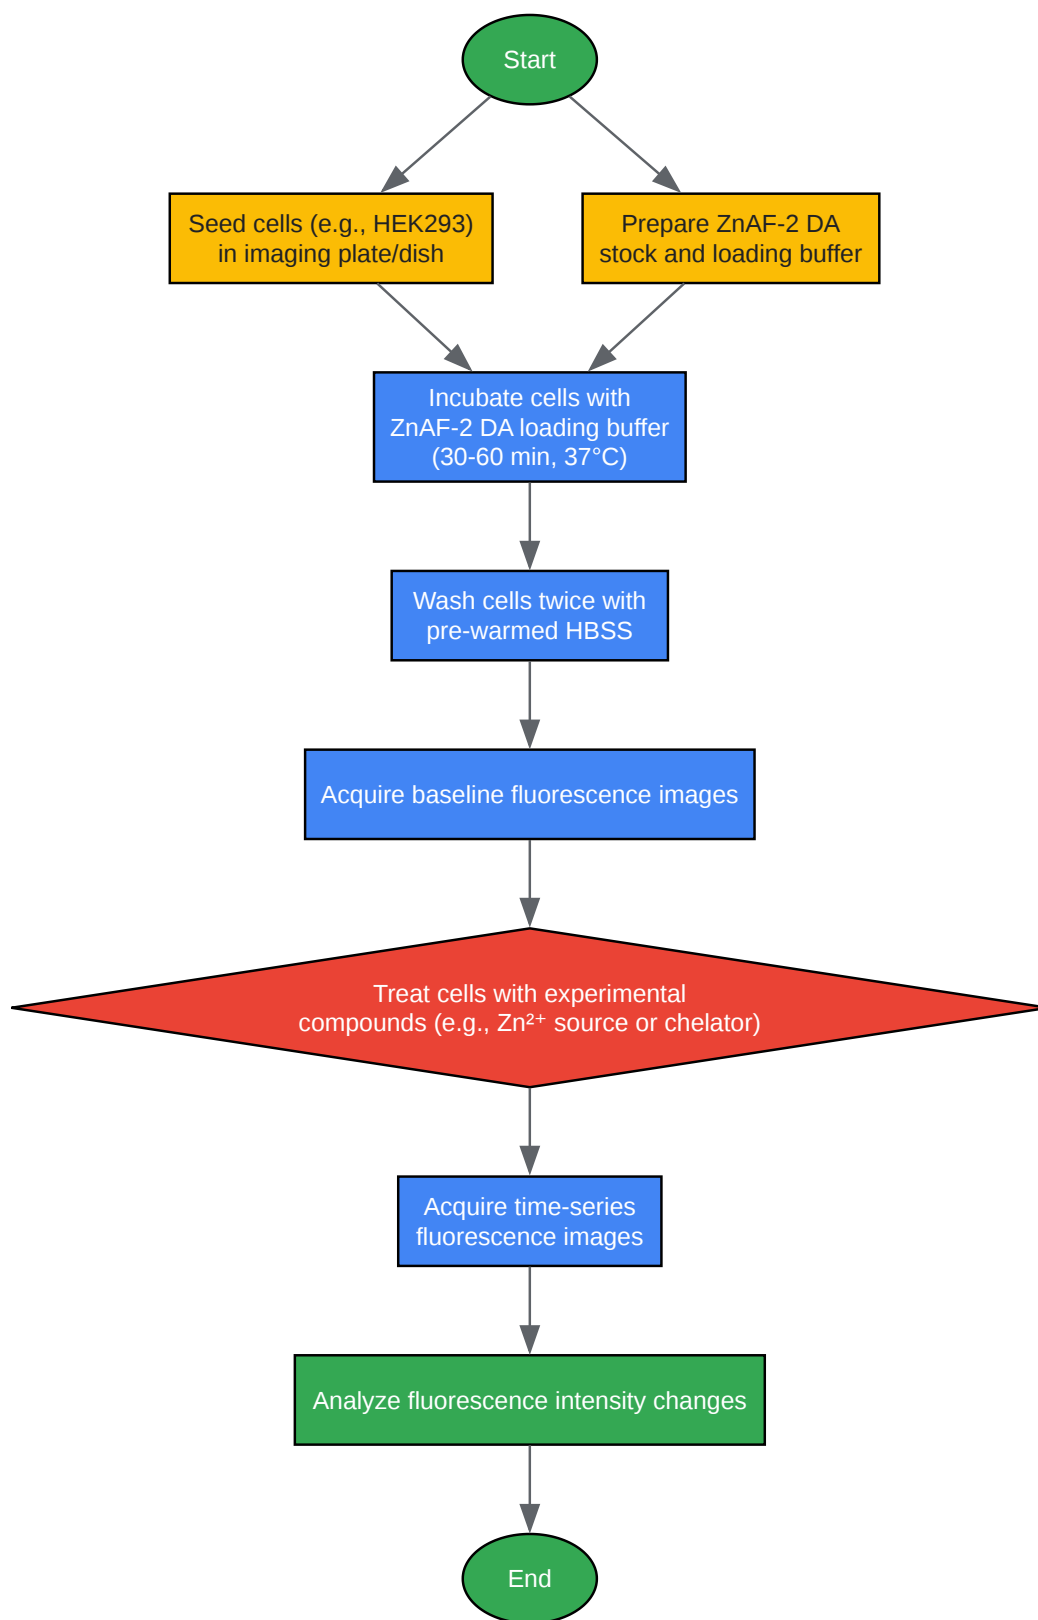 Start
Seed cells (e.g., HEK293)
in imaging plate/dish
Prepare ZnAF-2 DA
stock and loading buffer
Incubate cells with
ZnAF-2 DA loading buffer
(30-60 min, 37°C)
Wash cells twice with
pre-warmed HBSS
Acquire baseline fluorescence images
Treat cells with experimental
compounds (e.g., Zn²⁺ source or chelator)
Acquire time-series
fluorescence images
Analyze fluorescence intensity changes
End